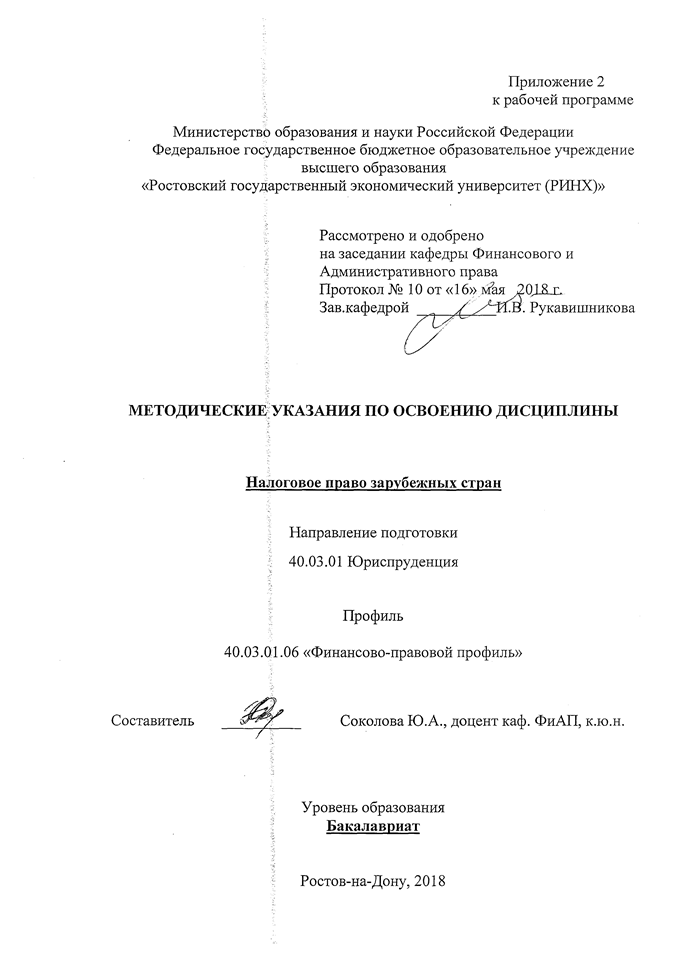 Приложение 2
к рабочей программе
Министерство образования и науки Российской Федерации
Федеральное государственное бюджетное образовательное учреждение
высшего образования
«Ростовский государственный экономический университет (РИНХ)»
Рассмотрено и одобрено
на заседании кафедры Финансового и
Административного права
Протокол № 10 от «16» мая 2018 г.
Зав.кафедрой __________И.В. Рукавишникова
МЕТОДИЧЕСКИЕ УКАЗАНИЯ ПО ОСВОЕНИЮ ДИСЦИПЛИНЫ
Налоговое право зарубежных стран
Направление подготовки
40.03.01 Юриспруденция
Профиль
40.03.01.06 «Финансово-правовой профиль»
Составитель __________ Соколова Ю.А., доцент каф. ФиАП, к.ю.н.
Уровень образования
Бакалавриат
Ростов-на-Дону, 2018